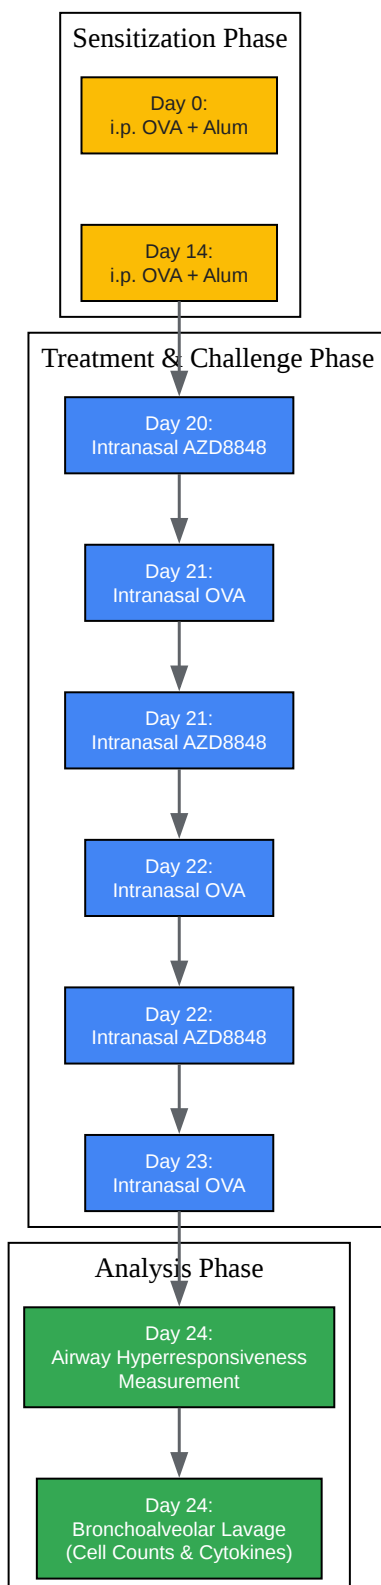 Sensitization Phase
Day 0:
i.p. OVA + Alum
Day 14:
i.p. OVA + Alum
Treatment & Challenge Phase
Day 20:
Intranasal AZD8848
Day 21:
Intranasal OVA
Day 21:
Intranasal AZD8848
Day 22:
Intranasal OVA
Day 22:
Intranasal AZD8848
Day 23:
Intranasal OVA
Analysis Phase
Day 24:
Airway Hyperresponsiveness
Measurement
Day 24:
Bronchoalveolar Lavage
(Cell Counts & Cytokines)